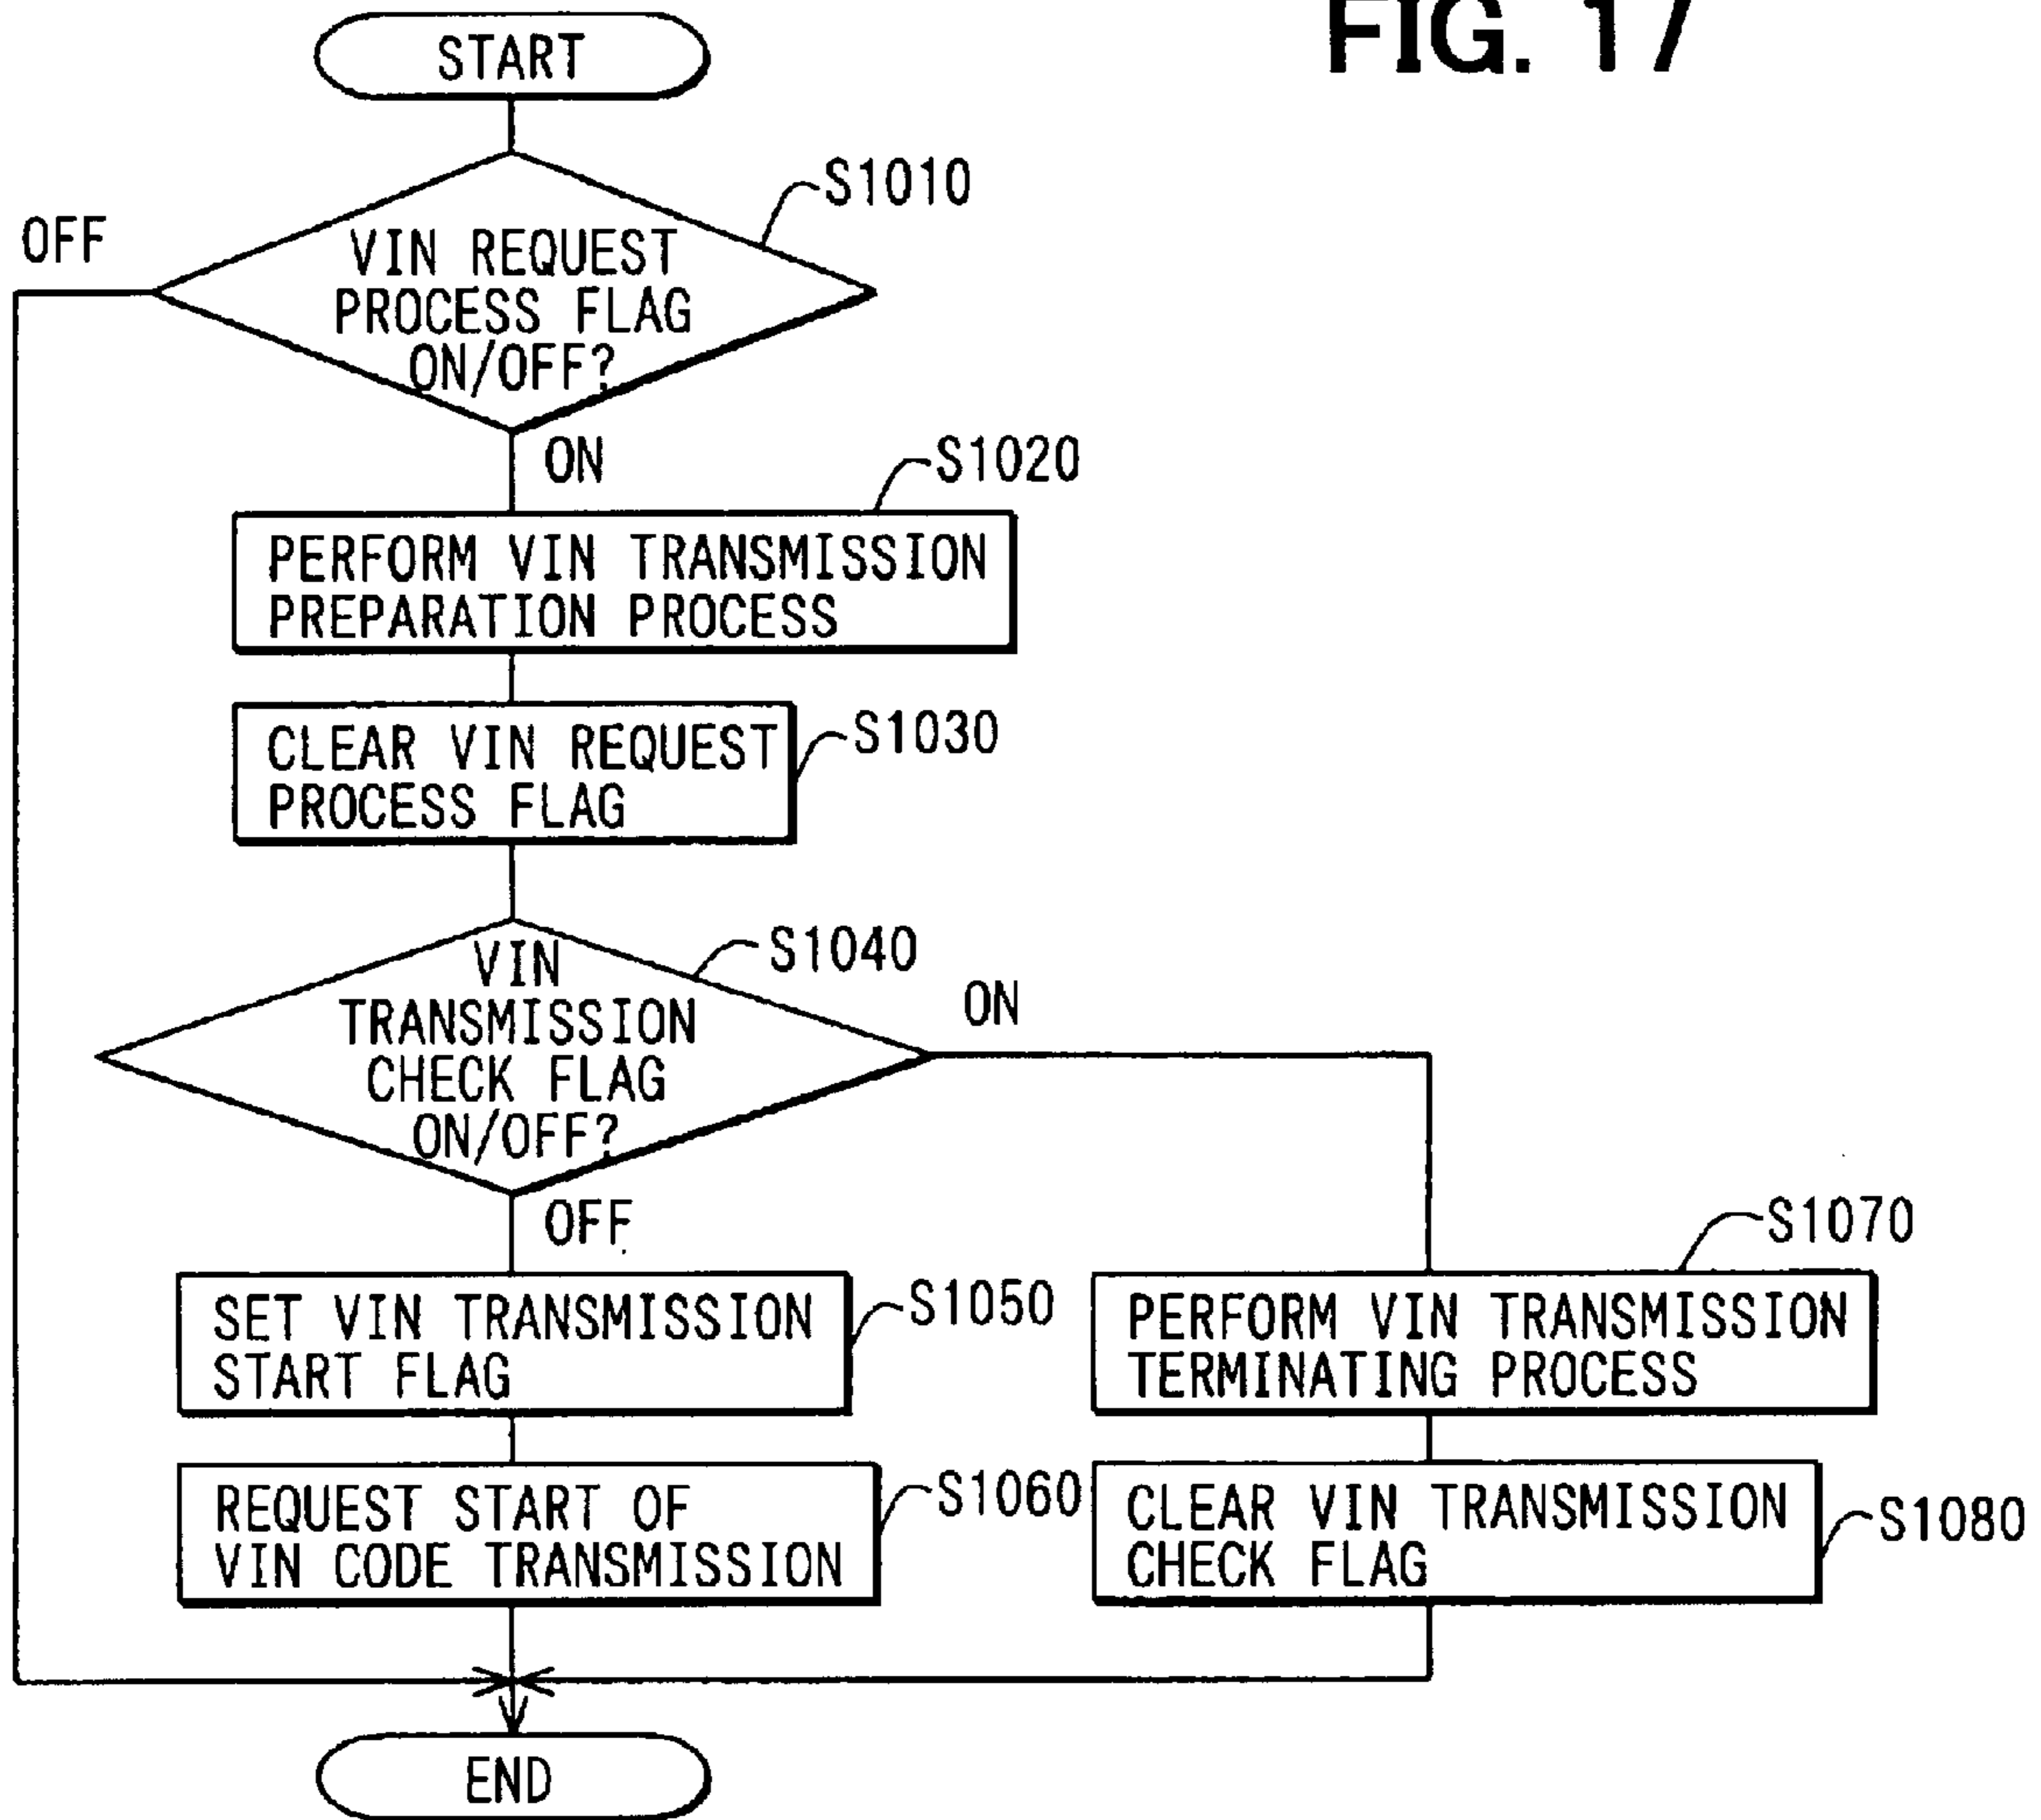 FIG. 17
START
S1010
OFF
VIN REQUEST
PROCESS FLAG
ON/OFF?
ON
S1020
PERFORM VIN TRANSMISSION
PREPARATION PROCESS
S1030
CLEAR VIN REQUEST
PROCESS FLAG
S1040
VIN
TRANSMISSION
CHECK FLAG
ON/OFF?
ON
OFF
S1050
SET VIN TRANSMISSION
START FLAG
S1070
PERFORM VIN TRANSMISSION
TERMINATING PROCESS
S1060
REQUEST START OF
VIN CODE TRANSMISSION
S1080
CLEAR VIN TRANSMISSION
CHECK FLAG
END